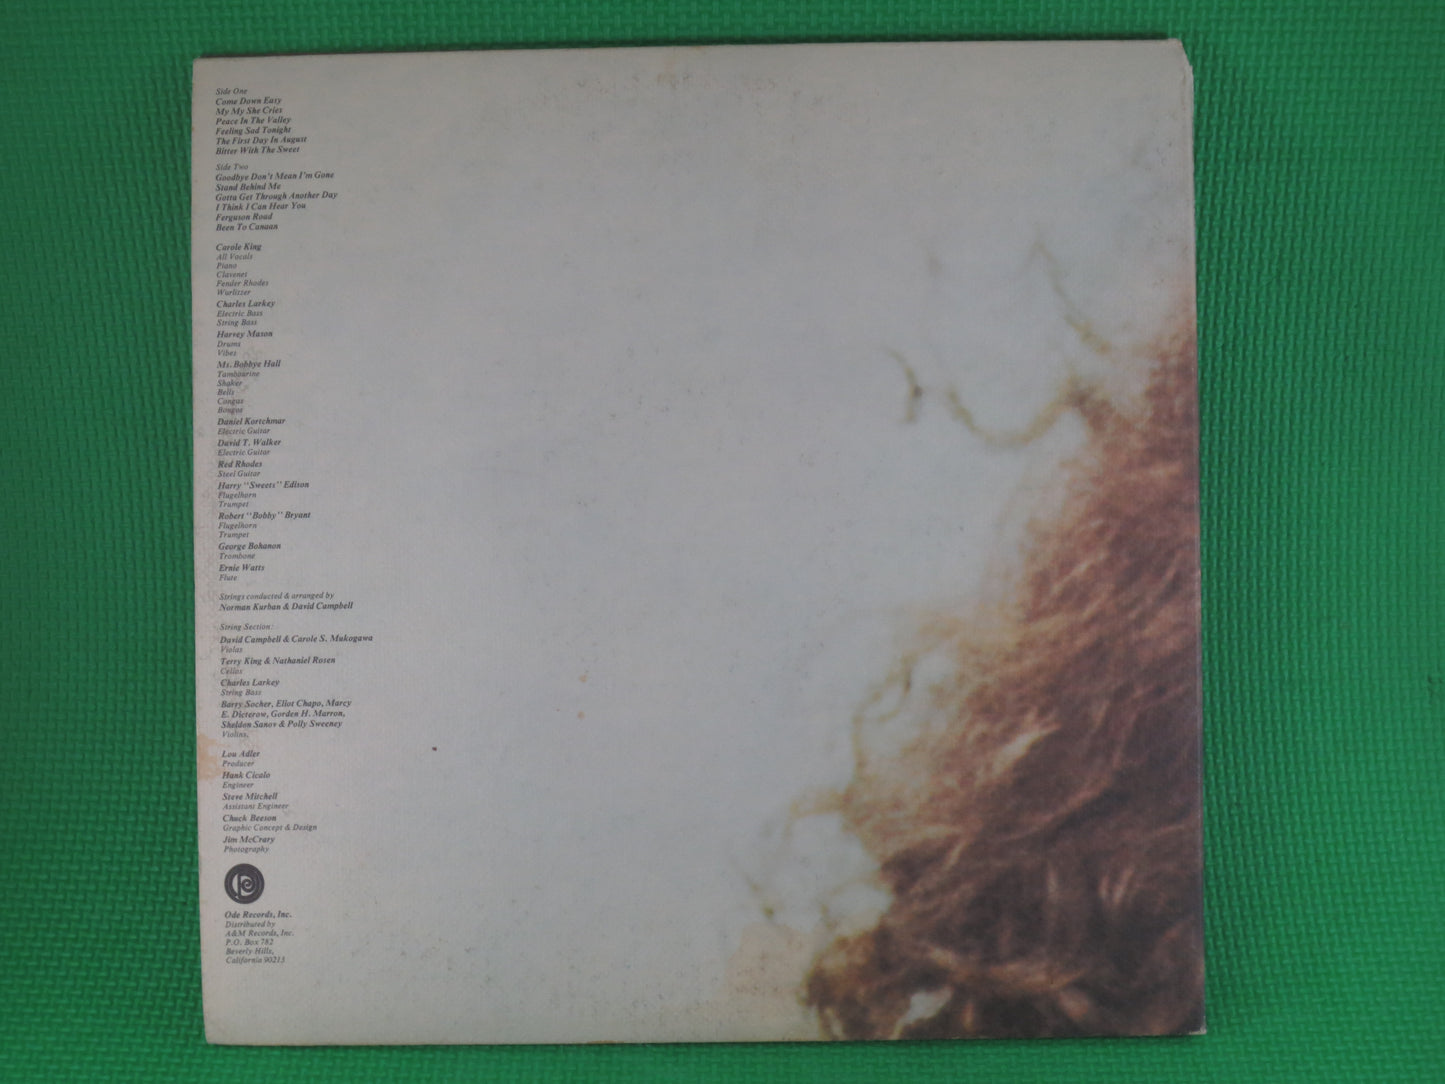 Side One
Come Down Easy
My My She Cries
Peace In The Valley
Feeling Sad Tonight
The First Day In August
Bitter With The Sweet
Side Two
Goodbye Don't Mean I'm Gone
Stand Behind Me
Gotta Get Through Another Day
I Think I Can Hear You
Ferguson Road
Been To Canaan
Carole King
All Vocals
Piano
Clavenet
Fender Rhodes
Wurlitzer
Charles Larkey
Electric Bass
String Bass
Harvey Mason
Drums
Vibes
Ms. Bobbye Hall
Tambourine
Shaker
Bells
Congas
Bongos
Daniel Kortchmar
Electric Guitar
David T. Walker
Electric Guitar
Red Rhodes
Steel Guitar
Harry "Sweets" Edison
Flugelhorn
Trumpet
Robert "Bobby" Bryant
Flugelhorn
Trumpet
George Bohanon
Trombone
Ernie Watts
Flute
Strings conducted & arranged by
Norman Kurban & David Campbell
String Section:
David Campbell & Carole S. Mukogawa
Violas
Terry King & Nathaniel Rosen
Cellos
Charles Larkey
String Bass
Barry Socher, Eliot Chapo, Marcy
E. Dicterow, Gorden H. Marron,
Sheldon Sanov & Polly Sweeney
Violins.
Lou Adler
Producer
Hank Cicalo
Engineer
Steve Mitchell
Assistant Engineer
Chuck Beeson
Graphic Concept & Design
Jim McCrary
Photography
Ode Records, Inc.
Distributed by
A&M Records, Inc.
P.O. Box 782
Beverly Hills,
California 90213